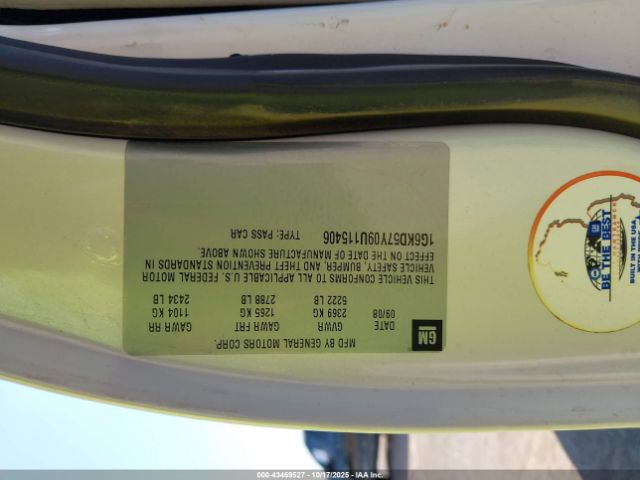 MFD BY GENERAL MOTORS CORP.
GM
DATE GVWR GAWR FRT GAWR RR
09/08 2369 KG 1265 KG 1104 KG
5222 LB 2788 LB 2434 LB
THIS VEHICLE CONFORMS TO ALL APPLICABLE U.S. FEDERAL MOTOR
VEHICLE SAFETY, BUMPER, AND THEFT PREVENTION STANDARDS IN
EFFECT ON THE DATE OF MANUFACTURE SHOWN ABOVE.
1G6KD57Y09U115406 TYPE: PASS CAR
BE THE BEST
BUILT IN THE USA
000-43469527 - 10/17/2025 - IAA Inc.